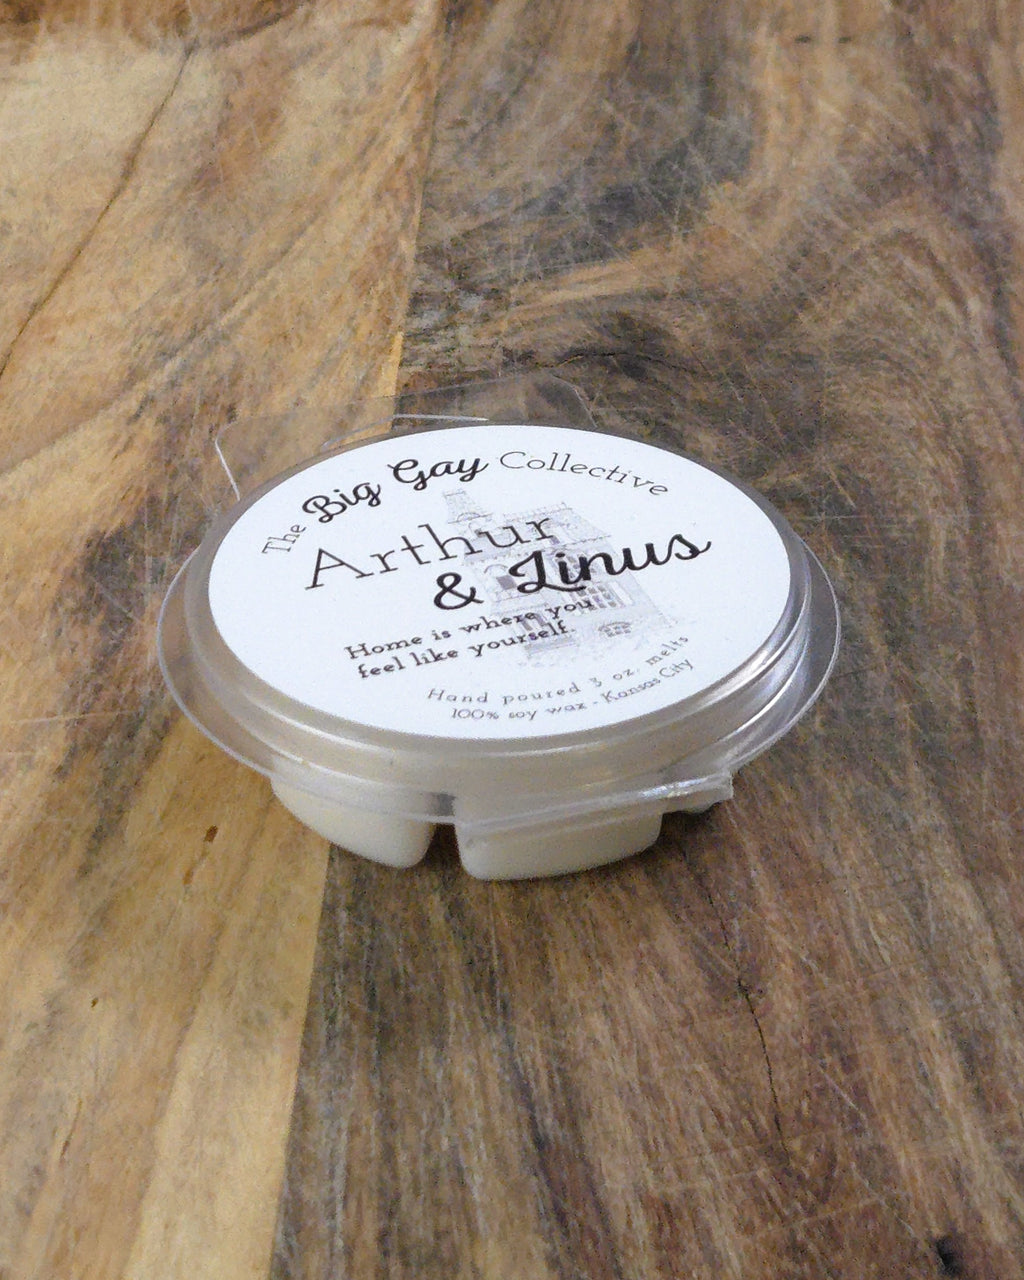 The Big Gay Collective
Arthur
& Linus
Home is where you
feel like yourself.
Hand poured 3 oz. melts
100% soy wax - Kansas City